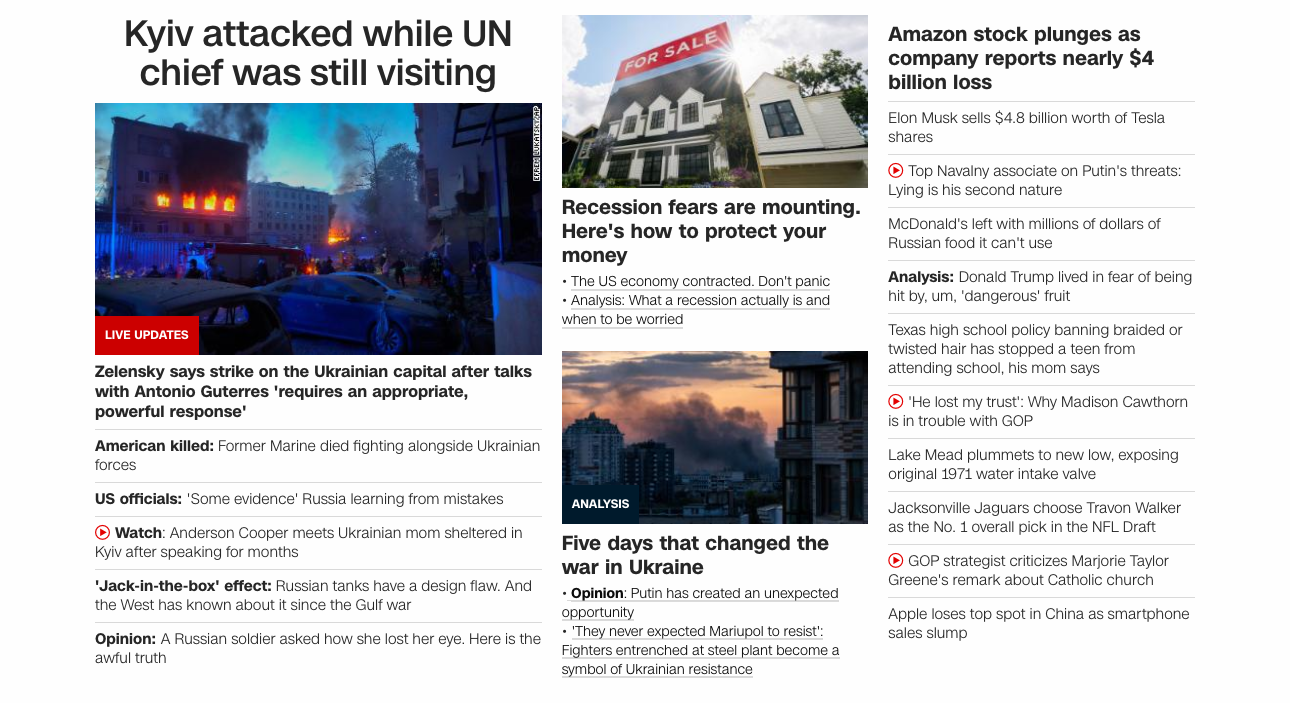 Kyiv attacked while UN
chief was still visiting
EFREM LUKATSKY/AP
LIVE UPDATES
Zelensky says strike on the Ukrainian capital after talks
with Antonio Guterres 'requires an appropriate,
powerful response'
American killed: Former Marine died fighting alongside Ukrainian
forces
US officials: 'Some evidence' Russia learning from mistakes
Watch: Anderson Cooper meets Ukrainian mom sheltered in
Kyiv after speaking for months
'Jack-in-the-box' effect: Russian tanks have a design flaw. And
the West has known about it since the Gulf war
Opinion: A Russian soldier asked how she lost her eye. Here is the
awful truth
FOR SALE
Recession fears are mounting.
Here's how to protect your
money
• The US economy contracted. Don't panic
• Analysis: What a recession actually is and
when to be worried
ANALYSIS
Five days that changed the
war in Ukraine
• Opinion: Putin has created an unexpected
opportunity
• 'They never expected Mariupol to resist':
Fighters entrenched at steel plant become a
symbol of Ukrainian resistance
Amazon stock plunges as
company reports nearly $4
billion loss
Elon Musk sells $4.8 billion worth of Tesla
shares
Top Navalny associate on Putin's threats:
Lying is his second nature
McDonald's left with millions of dollars of
Russian food it can't use
Analysis: Donald Trump lived in fear of being
hit by, um, 'dangerous' fruit
Texas high school policy banning braided or
twisted hair has stopped a teen from
attending school, his mom says
'He lost my trust': Why Madison Cawthorn
is in trouble with GOP
Lake Mead plummets to new low, exposing
original 1971 water intake valve
Jacksonville Jaguars choose Travon Walker
as the No. 1 overall pick in the NFL Draft
GOP strategist criticizes Marjorie Taylor
Greene's remark about Catholic church
Apple loses top spot in China as smartphone
sales slump